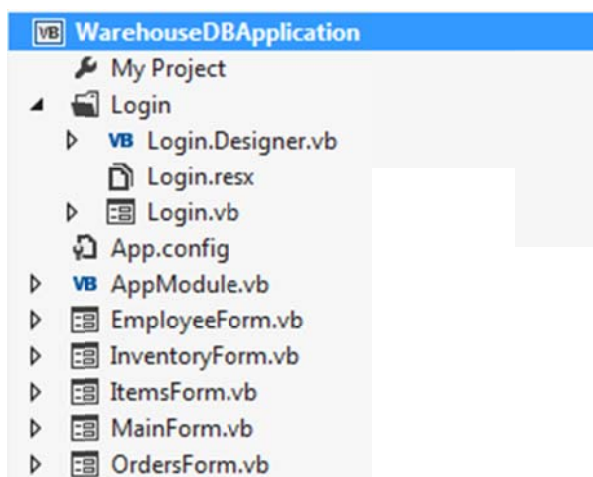 VB WarehouseDBApplication
My Project
Login
VB Login.Designer.vb
Login.resx
Login.vb
App.config
VB AppModule.vb
EmployeeForm.vb
InventoryForm.vb
ItemsForm.vb
MainForm.vb
OrdersForm.vb